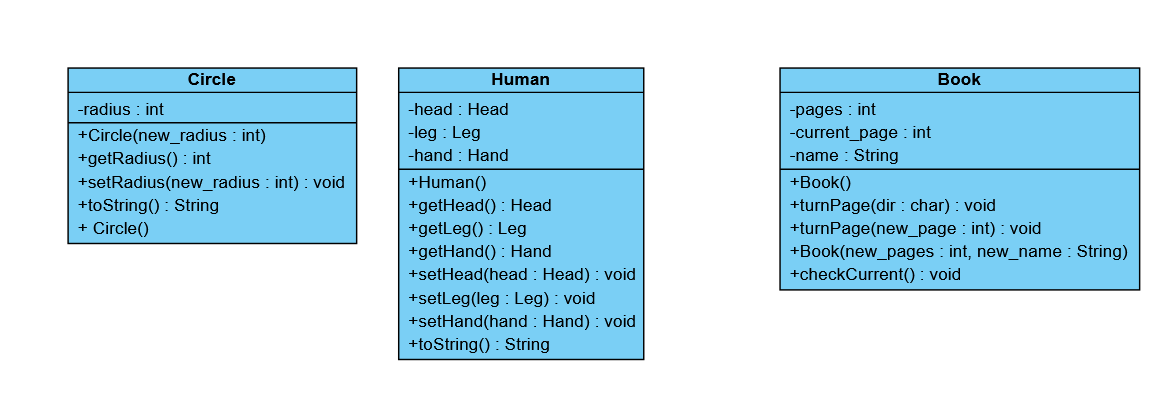 Circle
-radius : int
+Circle(new_radius : int)
+getRadius() : int
+setRadius(new_radius : int) : void
+toString() : String
+ Circle()
Human
-head : Head
-leg : Leg
-hand : Hand
+Human()
+getHead() : Head
+getLeg() : Leg
+getHand() : Hand
+setHead(head : Head) : void
+setLeg(leg : Leg) : void
+setHand(hand : Hand) : void
+toString() : String
Book
-pages : int
-current_page : int
-name : String
+Book()
+turnPage(dir : char) : void
+turnPage(new_page : int) : void
+Book(new_pages : int, new_name : String)
+checkCurrent() : void